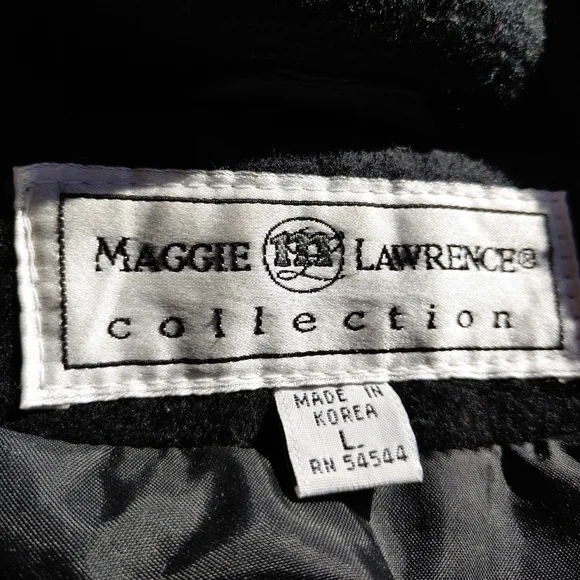 MAGGIE m LAWRENCE®
collection
MADE IN
KOREA
L.
RN 54544